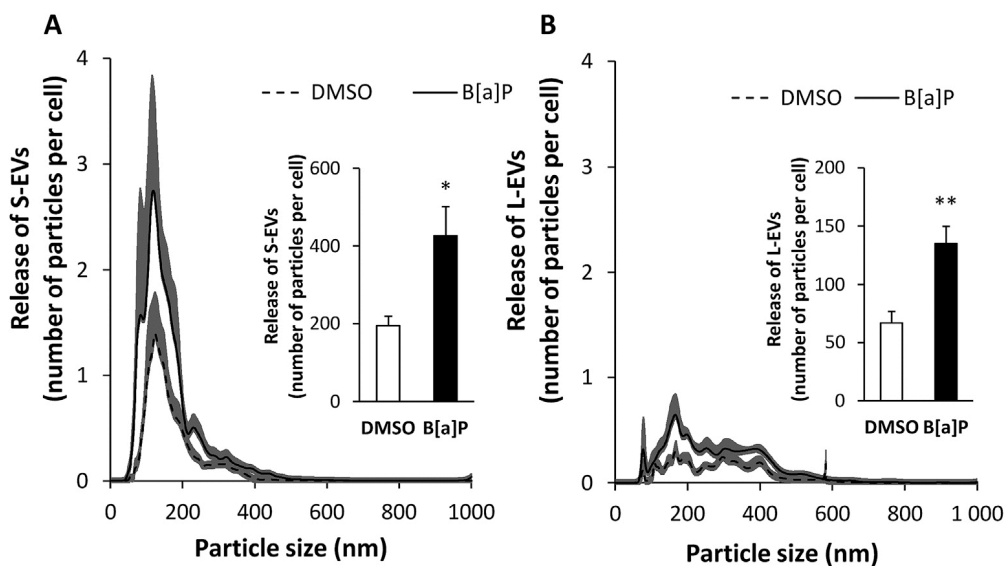 A
Release of S-EVs
(number of particles per cell)
4
3
2
1
0
0
200
400
600
800
1000
Particle size (nm)
DMSO
B[a]P
Release of S-EVs
(number of particles per cell)
600
400
200
0
*
DMSO B[a]P
B
Release of L-EVs
(number of particles per cell)
4
3
2
1
0
0
200
400
600
800
1 000
Particle size (nm)
DMSO
B[a]P
Release of L-EVs
(number of particles per cell)
200
150
100
50
0
**
DMSO B[a]P